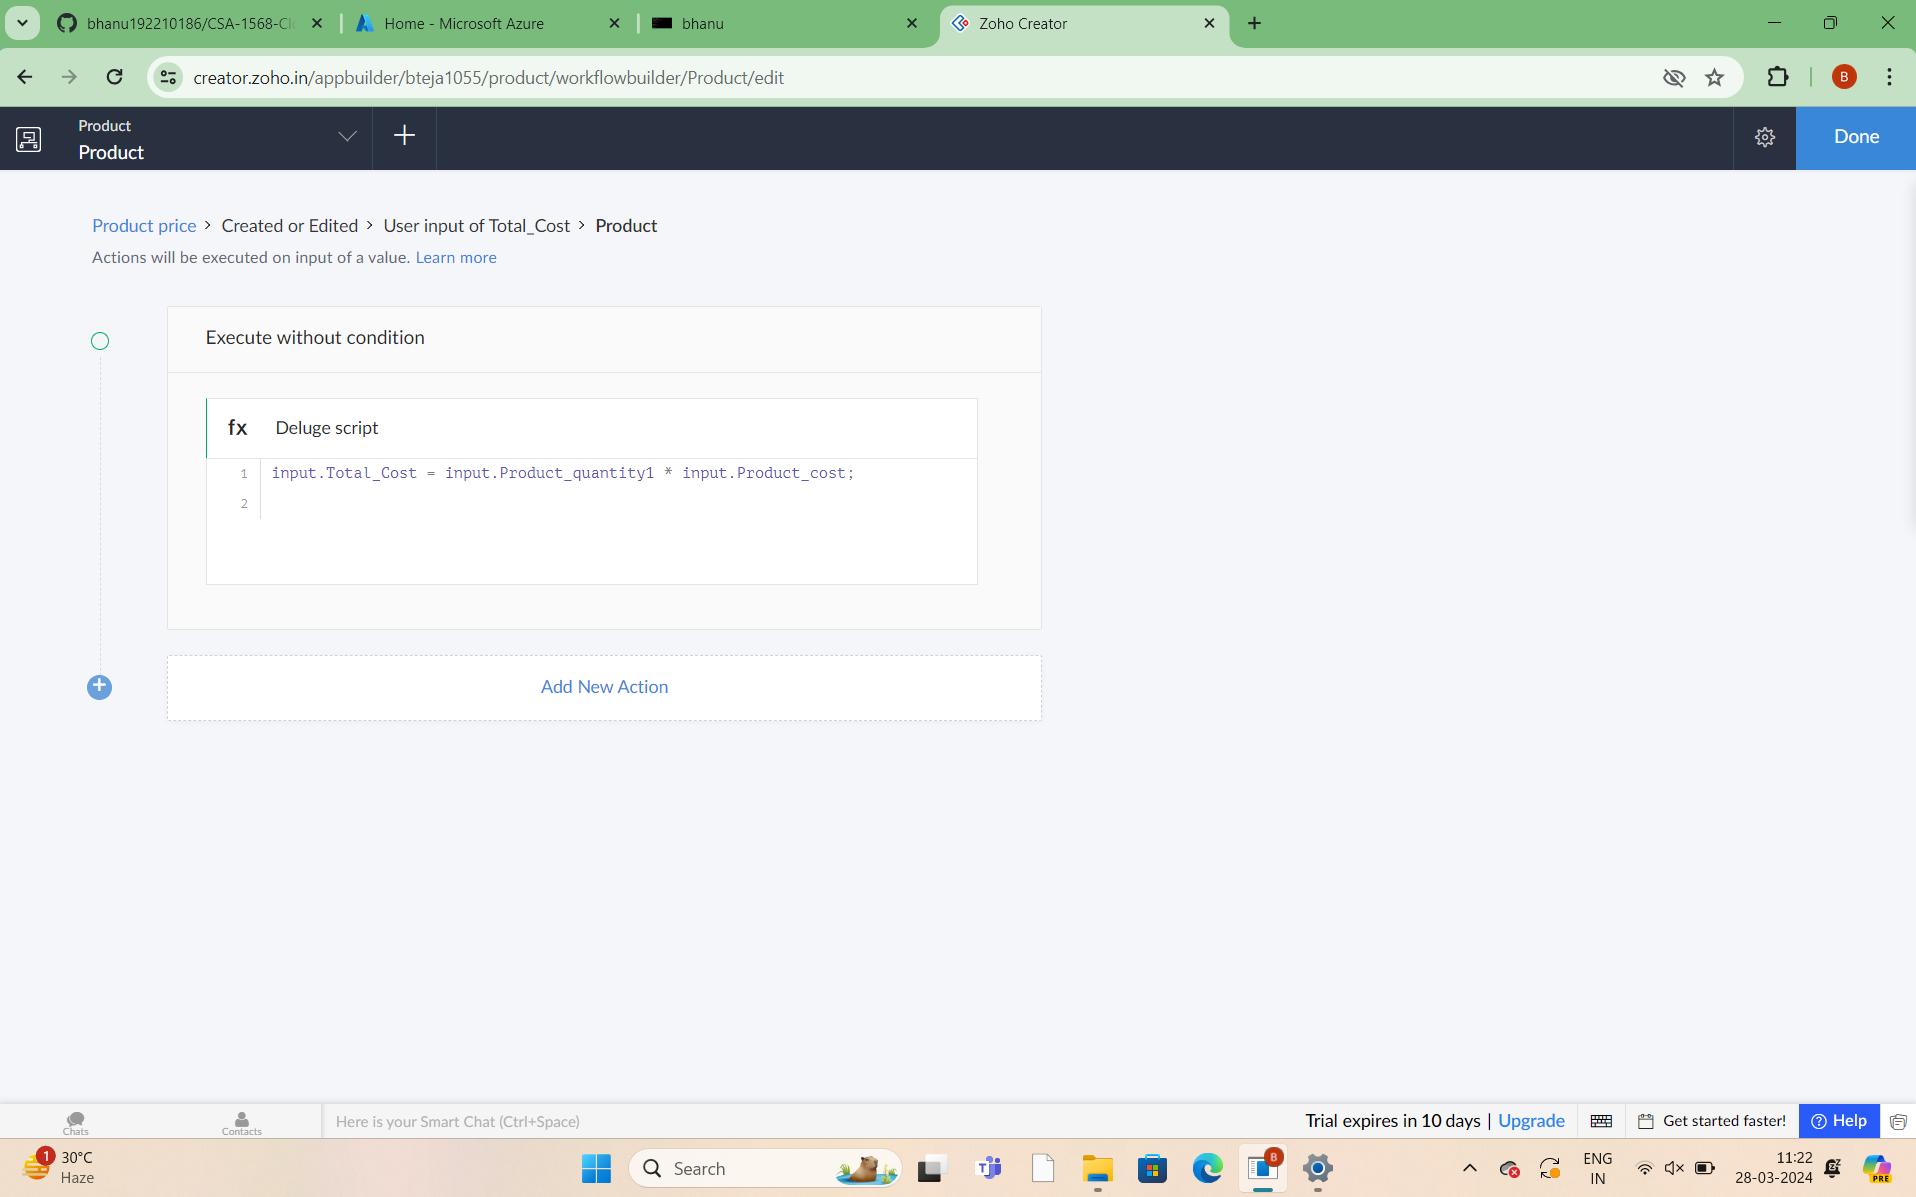 bhanu192210186/CSA-1568-Cl
Home - Microsoft Azure
bhanu
Zoho Creator
creator.zoho.in/appbuilder/bteja1055/product/workflowbuilder/Product/edit
B
Product
Product
Done
Product price > Created or Edited > User input of Total_Cost > Product
Actions will be executed on input of a value. Learn more
Execute without condition
fx Deluge script
1 input.Total_Cost = input.Product_quantity1 * input.Product_cost;
2
Add New Action
Chats
Contacts
Here is your Smart Chat (Ctrl+Space)
Trial expires in 10 days | Upgrade
Get started faster!
Help
1
30°C
Haze
Search
B
ENG
IN
11:22
28-03-2024
PRE